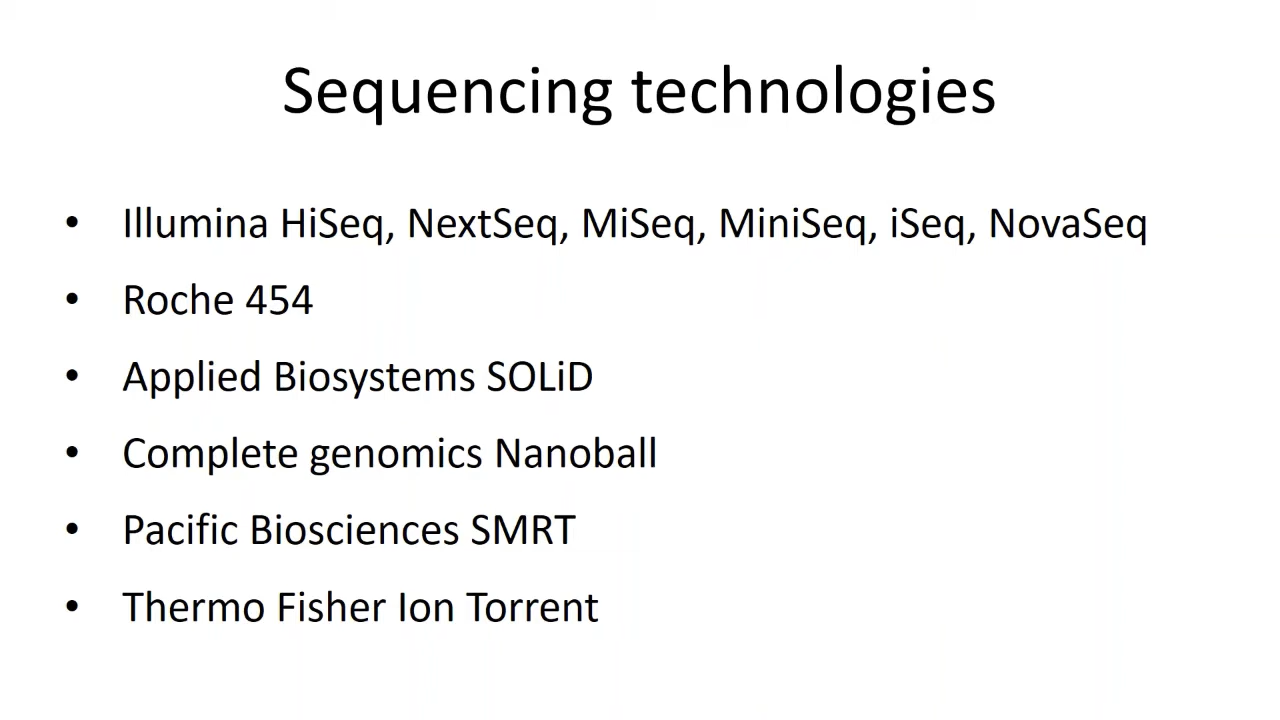 Sequencing technologies
• Illumina HiSeq, NextSeq, MiSeq, MiniSeq, iSeq, NovaSeq
• Roche 454
• Applied Biosystems SOLiD
• Complete genomics Nanoball
• Pacific Biosciences SMRT
• Thermo Fisher Ion Torrent